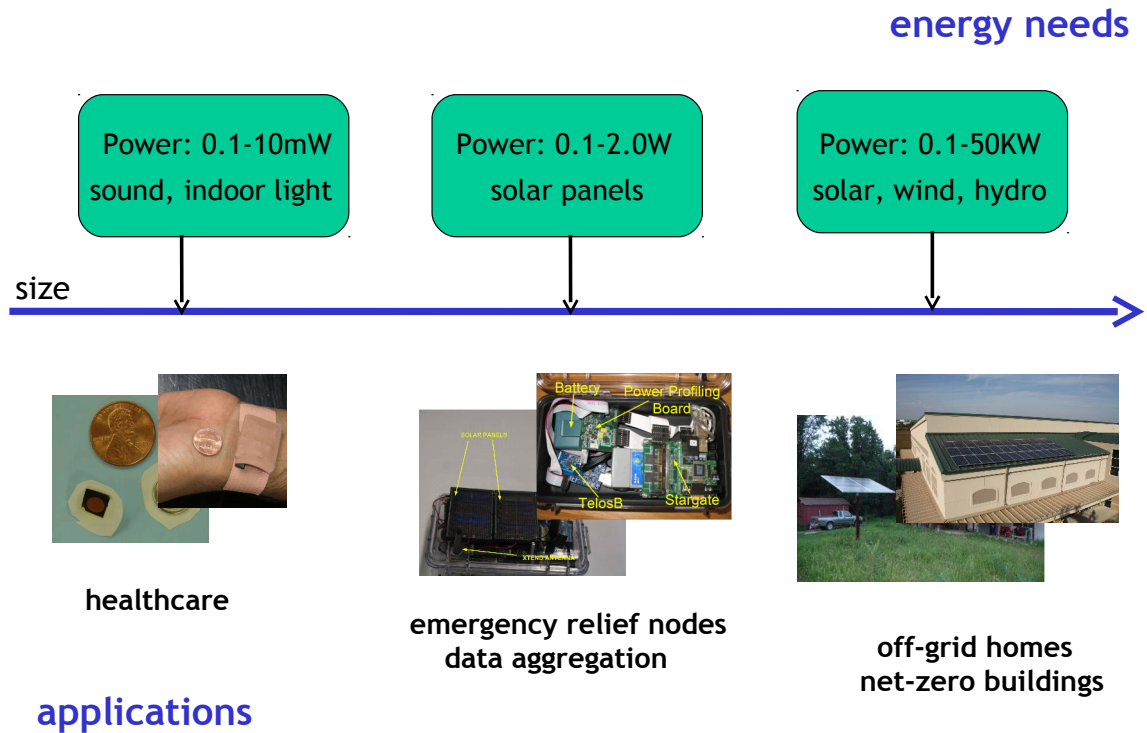 energy needs
Power: 0.1-10mW
sound, indoor light
Power: 0.1-2.0W
solar panels
Power: 0.1-50KW
solar, wind, hydro
size
Battery
Power Profiling
Board
TelosB
Stargate
SOLAR PANELS
XTEND ANTENNA
healthcare
emergency relief nodes
data aggregation
off-grid homes
net-zero buildings
applications